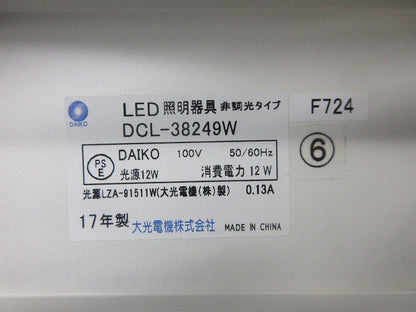 DAIKO
LED 照明器具 非調光タイプ
DCL-38249W
F724
6
PS E
DAIKO 100V 50/60Hz
光源12W 消費電力 12 W
光源LZA-91511W(大光電機(株)製) 0.13A
17年製 大光電機株式会社 MADE IN CHINA